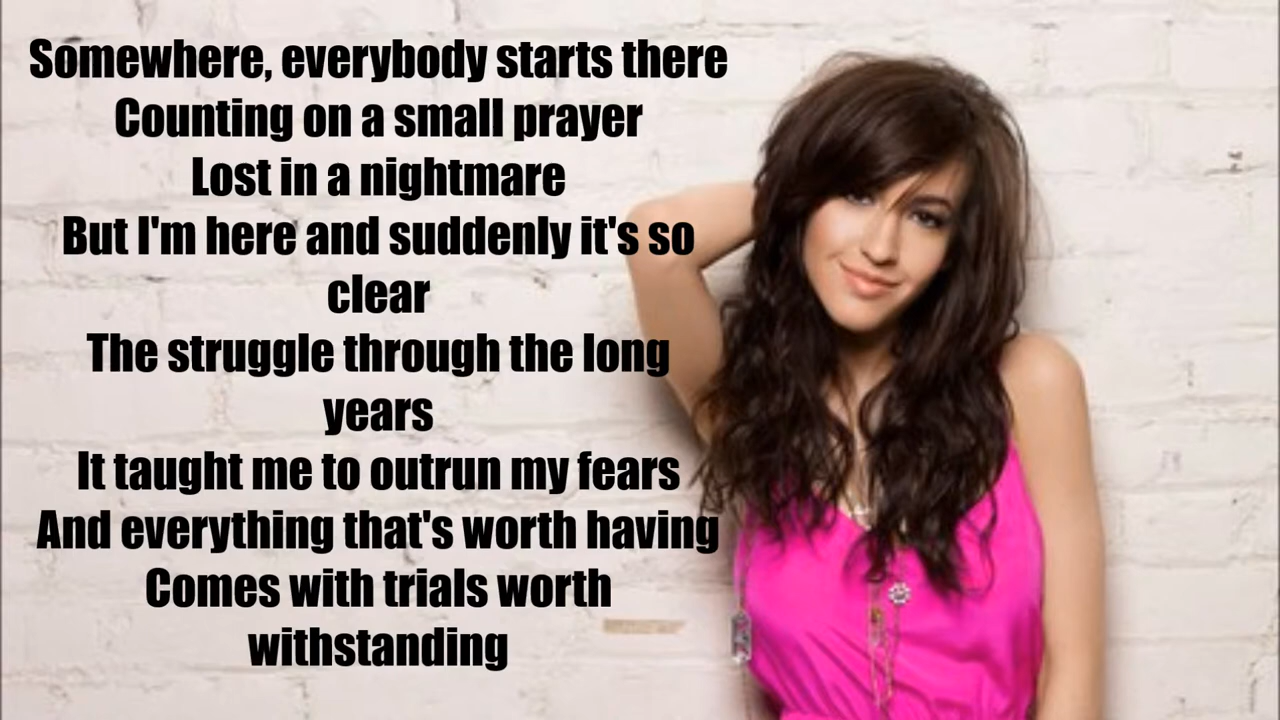 Somewhere, everybody starts there
Counting on a small prayer
Lost in a nightmare
But I'm here and suddenly it's so
clear
The struggle through the long
years
It taught me to outrun my fears
And everything that's worth having
Comes with trials worth
withstanding